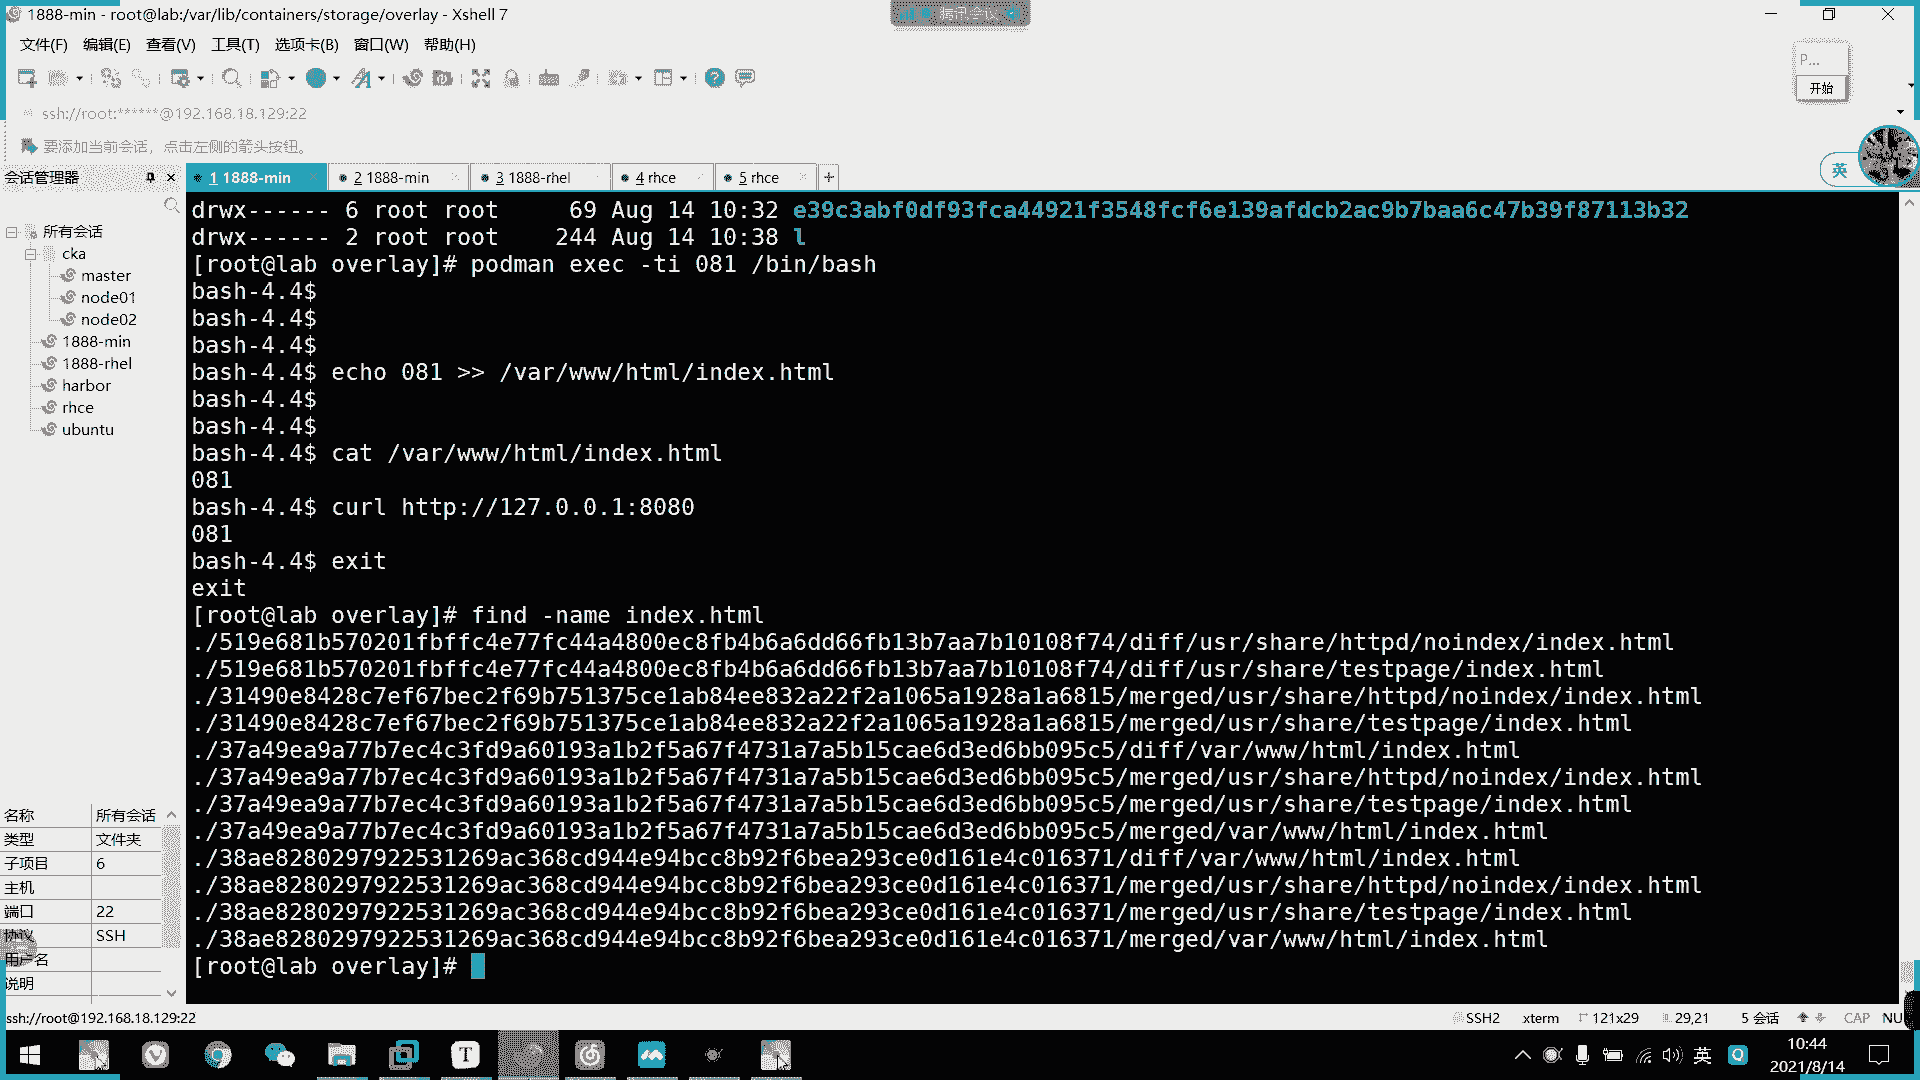 1888-min - root@lab:/var/lib/containers/storage/overlay - Xshell 7
腾讯会议
文件(F) 编辑(E) 查看(V) 工具(T) 选项卡(B) 窗口(W) 帮助(H)
P...
开始
ssh://root:******@192.168.18.129:22
要添加当前会话，点击左侧的箭头按钮。
英
会话管理器
1 1888-min
2 1888-min
3 1888-rhel
4 rhce
5 rhce
所有会话
cka
master
node01
node02
1888-min
1888-rhel
harbor
rhce
ubuntu
名称 所有会话
类型 文件夹
子项目 6
主机
端口 22
协议 SSH
用户名
说明
drwx------ 6 root root 69 Aug 14 10:32 e39c3abf0df93fca44921f3548fcf6e139afdcb2ac9b7baa6c47b39f87113b32
drwx------ 2 root root 244 Aug 14 10:38 l
[root@lab overlay]# podman exec -ti 081 /bin/bash
bash-4.4$
bash-4.4$
bash-4.4$
bash-4.4$ echo 081 >> /var/www/html/index.html
bash-4.4$
bash-4.4$
bash-4.4$ cat /var/www/html/index.html
081
bash-4.4$ curl http://127.0.0.1:8080
081
bash-4.4$ exit
exit
[root@lab overlay]# find -name index.html
./519e681b570201fbffc4e77fc44a4800ec8fb4b6a6dd66fb13b7aa7b10108f74/diff/usr/share/httpd/noindex/index.html
./519e681b570201fbffc4e77fc44a4800ec8fb4b6a6dd66fb13b7aa7b10108f74/diff/usr/share/testpage/index.html
./31490e8428c7ef67bec2f69b751375ce1ab84ee832a22f2a1065a1928a1a6815/merged/usr/share/httpd/noindex/index.html
./31490e8428c7ef67bec2f69b751375ce1ab84ee832a22f2a1065a1928a1a6815/merged/usr/share/testpage/index.html
./37a49ea9a77b7ec4c3fd9a60193a1b2f5a67f4731a7a5b15cae6d3ed6bb095c5/diff/var/www/html/index.html
./37a49ea9a77b7ec4c3fd9a60193a1b2f5a67f4731a7a5b15cae6d3ed6bb095c5/merged/usr/share/httpd/noindex/index.html
./37a49ea9a77b7ec4c3fd9a60193a1b2f5a67f4731a7a5b15cae6d3ed6bb095c5/merged/usr/share/testpage/index.html
./37a49ea9a77b7ec4c3fd9a60193a1b2f5a67f4731a7a5b15cae6d3ed6bb095c5/merged/var/www/html/index.html
./38ae8280297922531269ac368cd944e94bcc8b92f6bea293ce0d161e4c016371/diff/var/www/html/index.html
./38ae8280297922531269ac368cd944e94bcc8b92f6bea293ce0d161e4c016371/merged/usr/share/httpd/noindex/index.html
./38ae8280297922531269ac368cd944e94bcc8b92f6bea293ce0d161e4c016371/merged/usr/share/testpage/index.html
./38ae8280297922531269ac368cd944e94bcc8b92f6bea293ce0d161e4c016371/merged/var/www/html/index.html
[root@lab overlay]#
ssh://root@192.168.18.129:22 SSH2 xterm 121x29 29,21 5 会话 CAP NU
英
10:44
2021/8/14